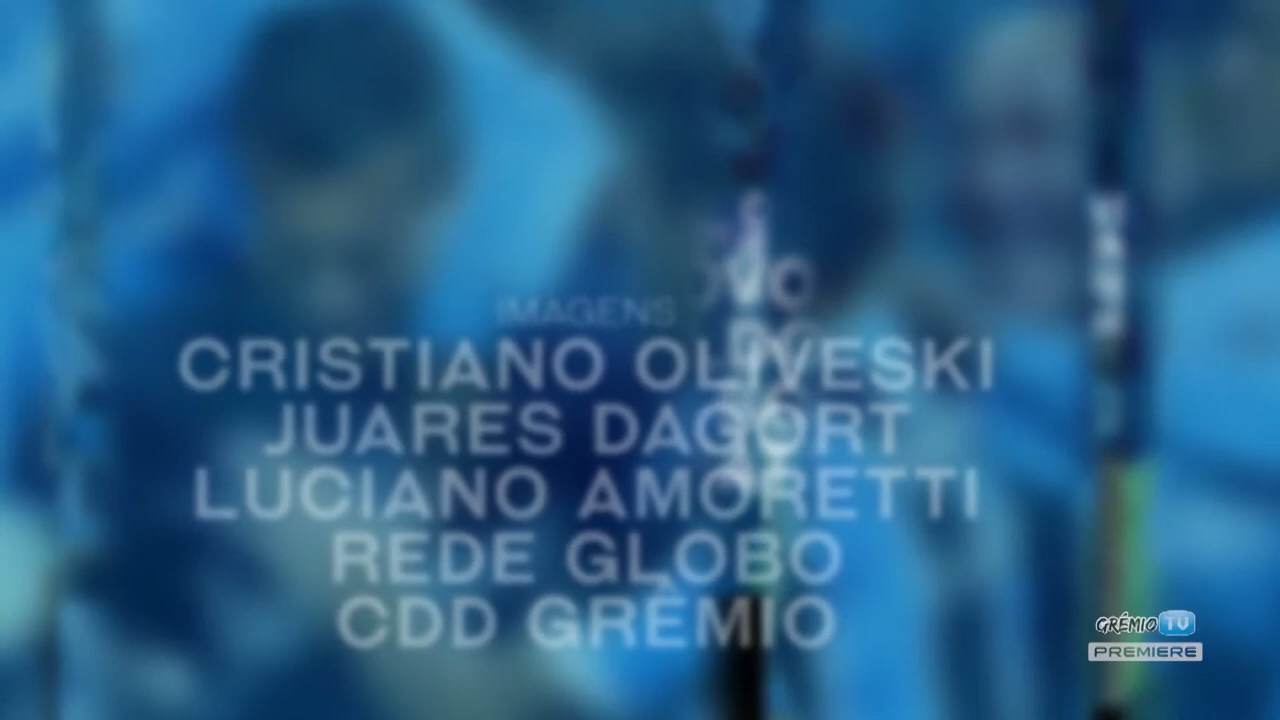 IMAGENS
CRISTIANO OLIVESKI
JUARES DAGORT
LUCIANO AMORETTI
REDE GLOBO
CDD GRÊMIO
GRÊMIO TV
PREMIERE